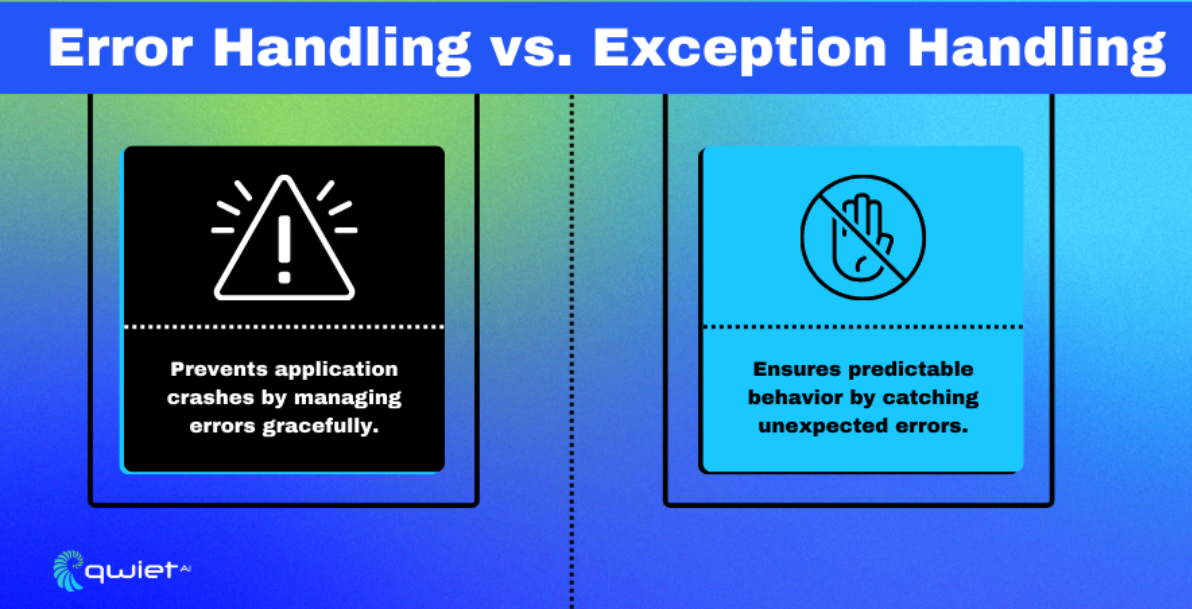 Error Handling vs. Exception Handling
Prevents application
crashes by managing
errors gracefully.
Ensures predictable
behavior by catching
unexpected errors.
qwiet AI